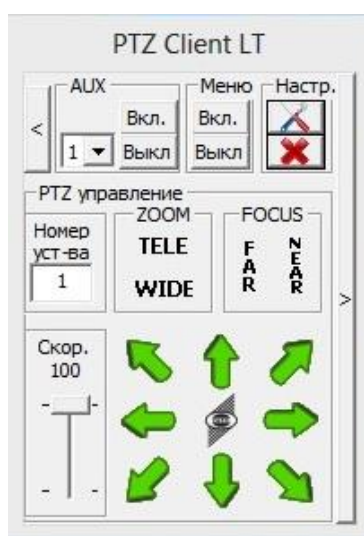 PTZ Client LT
AUX
Меню
Настр.
<
Вкл.
Вкл.
1
Выкл
Выкл
PTZ управление
Номер
уст-ва
1
ZOOM
TELE
WIDE
FOCUS
FAR
NEAR
>
Скор.
100